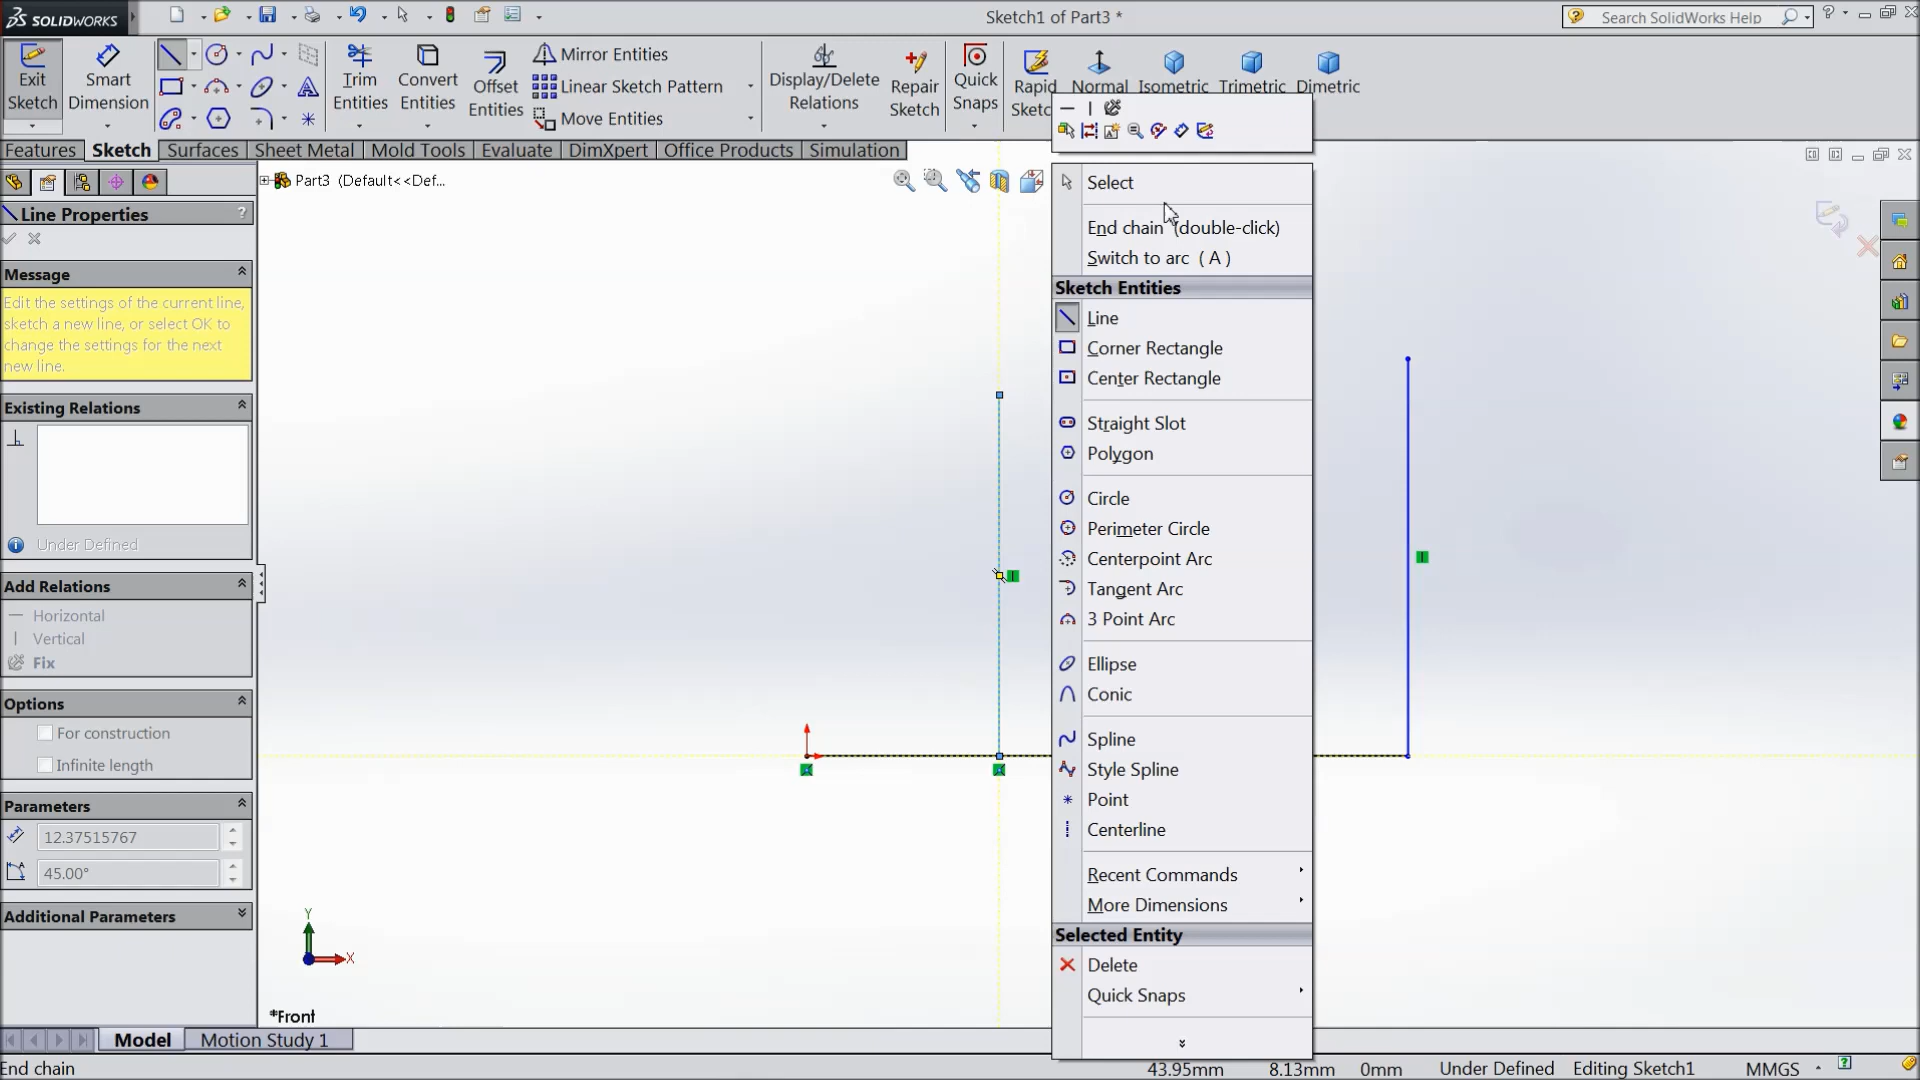 SOLIDWORKS
Sketch1 of Part3 *
Search SolidWorks Help
Exit Sketch
Smart Dimension
Trim Entities
Convert Entities
Offset Entities
Mirror Entities
Linear Sketch Pattern
Move Entities
Display/Delete Relations
Repair Sketch
Quick Snaps
Rapid
Normal
Isometric
Trimetric
Dimetric
Features
Sketch
Surfaces
Sheet Metal
Mold Tools
Evaluate
DimXpert
Office Products
Simulation
Line Properties
?
Message
Edit the settings of the current line,
sketch a new line, or select OK to
change the settings for the next
new line.
Existing Relations
Under Defined
Add Relations
Horizontal
Vertical
Fix
Options
For construction
Infinite length
Parameters
12.37515767
45.00°
Additional Parameters
Part3 (Default<<Def...
Select
End chain (double-click)
Switch to arc ( A )
Sketch Entities
Line
Corner Rectangle
Center Rectangle
Straight Slot
Polygon
Circle
Perimeter Circle
Centerpoint Arc
Tangent Arc
3 Point Arc
Ellipse
Conic
Spline
Style Spline
Point
Centerline
Recent Commands
More Dimensions
Selected Entity
Delete
Quick Snaps
Y
X
*Front
Model
Motion Study 1
End chain
43.95mm
8.13mm
0mm
Under Defined
Editing Sketch1
MMGS